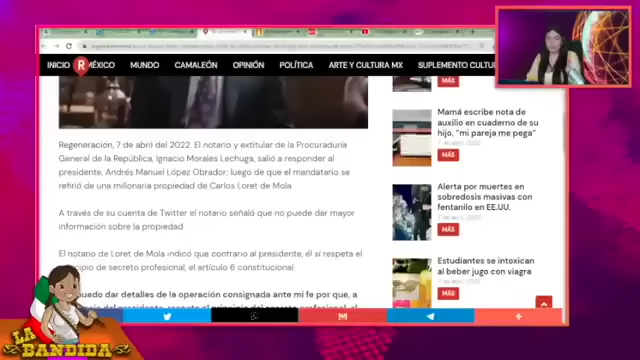 INICIO R MÉXICO MUNDO CAMALEÓN OPINIÓN POLÍTICA ARTE Y CULTURA MX SUPLEMENTO CULTU
Regeneración, 7 de abril del 2022. El notario y extitular de la Procuraduría
General de la República, Ignacio Morales Lechuga, salió a responder al
presidente, Andrés Manuel López Obrador; luego de que el mandatario se
refirió de una millonaria propiedad de Carlos Loret de Mola.
A través de su cuenta de Twitter el notario señaló que no puede dar mayor
información sobre la propiedad
El notario de Loret de Mola indicó que contrario al presidente, él sí respeta el
cipio de secreto profesional, el artículo 6 constitucional.
puedo dar detalles de la operación consignada ante mi fe por que, a
MÁS
Mamá escribe nota de
auxilio en cuaderno de su
hijo, "mi pareja me pega"
MÁS
Alerta por muertes en
sobredosis masivas con
fentanilo en EE.UU.
MÁS
Estudiantes se intoxican
al beber jugo con viagra
MÁS
LA
BANDIDA